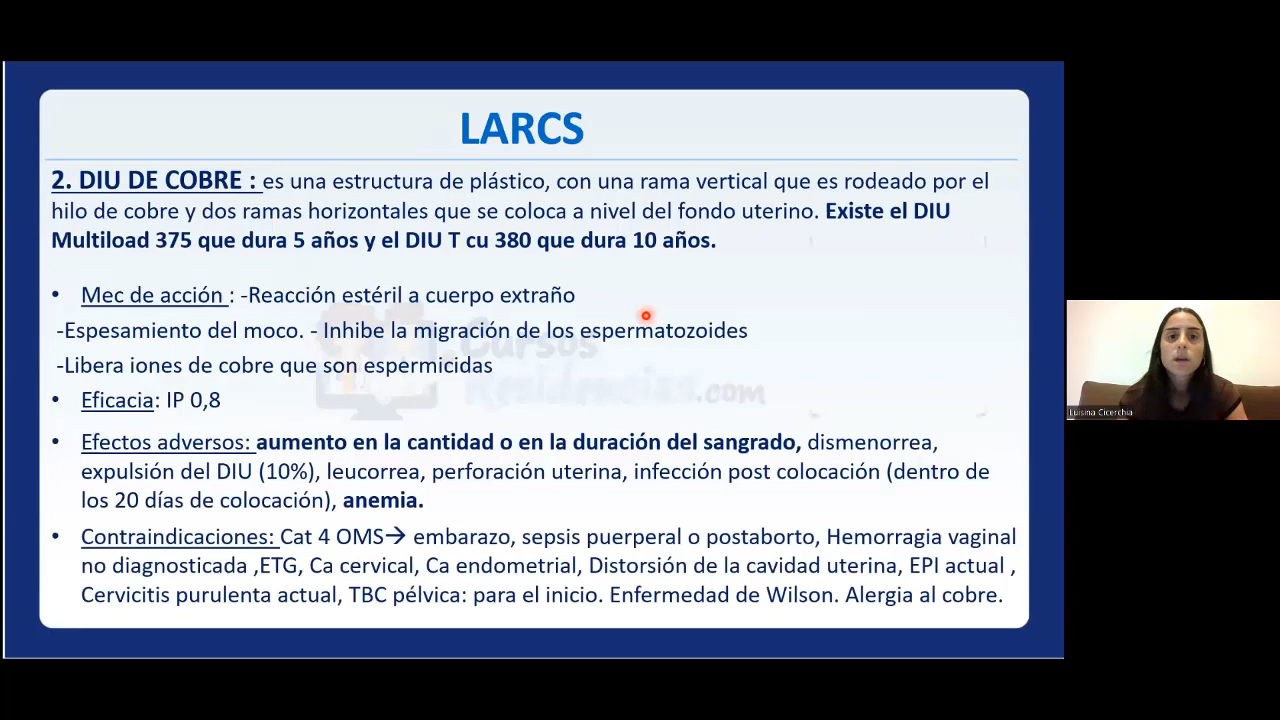 LARCS
2. DIU DE COBRE : es una estructura de plástico, con una rama vertical que es rodeado por el
hilo de cobre y dos ramas horizontales que se coloca a nivel del fondo uterino. Existe el DIU
Multiload 375 que dura 5 años y el DIU T cu 380 que dura 10 años.
• Mec de acción : -Reacción estéril a cuerpo extraño
-Espesamiento del moco. - Inhibe la migración de los espermatozoides
-Libera iones de cobre que son espermicidas
• Eficacia: IP 0,8
• Efectos adversos: aumento en la cantidad o en la duración del sangrado, dismenorrea,
expulsión del DIU (10%), leucorrea, perforación uterina, infección post colocación (dentro de
los 20 días de colocación), anemia.
• Contraindicaciones: Cat 4 OMS→ embarazo, sepsis puerperal o postaborto, Hemorragia vaginal
no diagnosticada ,ETG, Ca cervical, Ca endometrial, Distorsión de la cavidad uterina, EPI actual ,
Cervicitis purulenta actual, TBC pélvica: para el inicio. Enfermedad de Wilson. Alergia al cobre.
Cursos
Residencias.com
Luisina Cicerchia